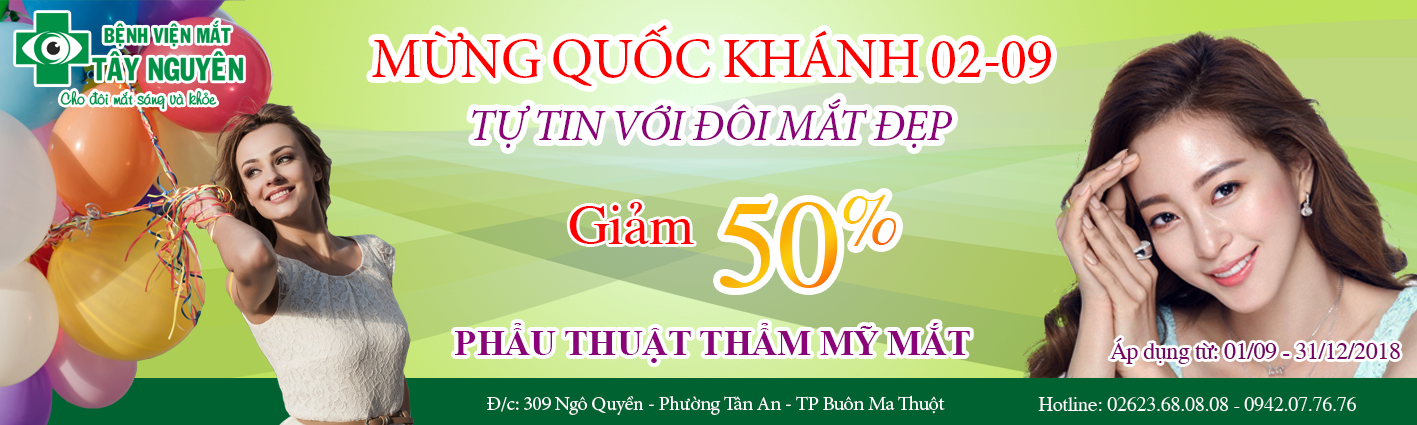 BỆNH VIỆN MẮT
TÂY NGUYÊN
Cho đôi mắt sáng và khỏe
MỪNG QUỐC KHÁNH 02-09
TỰ TIN VỚI ĐÔI MẮT ĐẸP
Giảm 50%
PHẨU THUẬT THẨM MỸ MẮT
Áp dụng từ: 01/09 - 31/12/2018
Đ/c: 309 Ngô Quyền - Phường Tân An - TP Buôn Ma Thuột
Hotline: 02623.68.08.08 - 0942.07.76.76